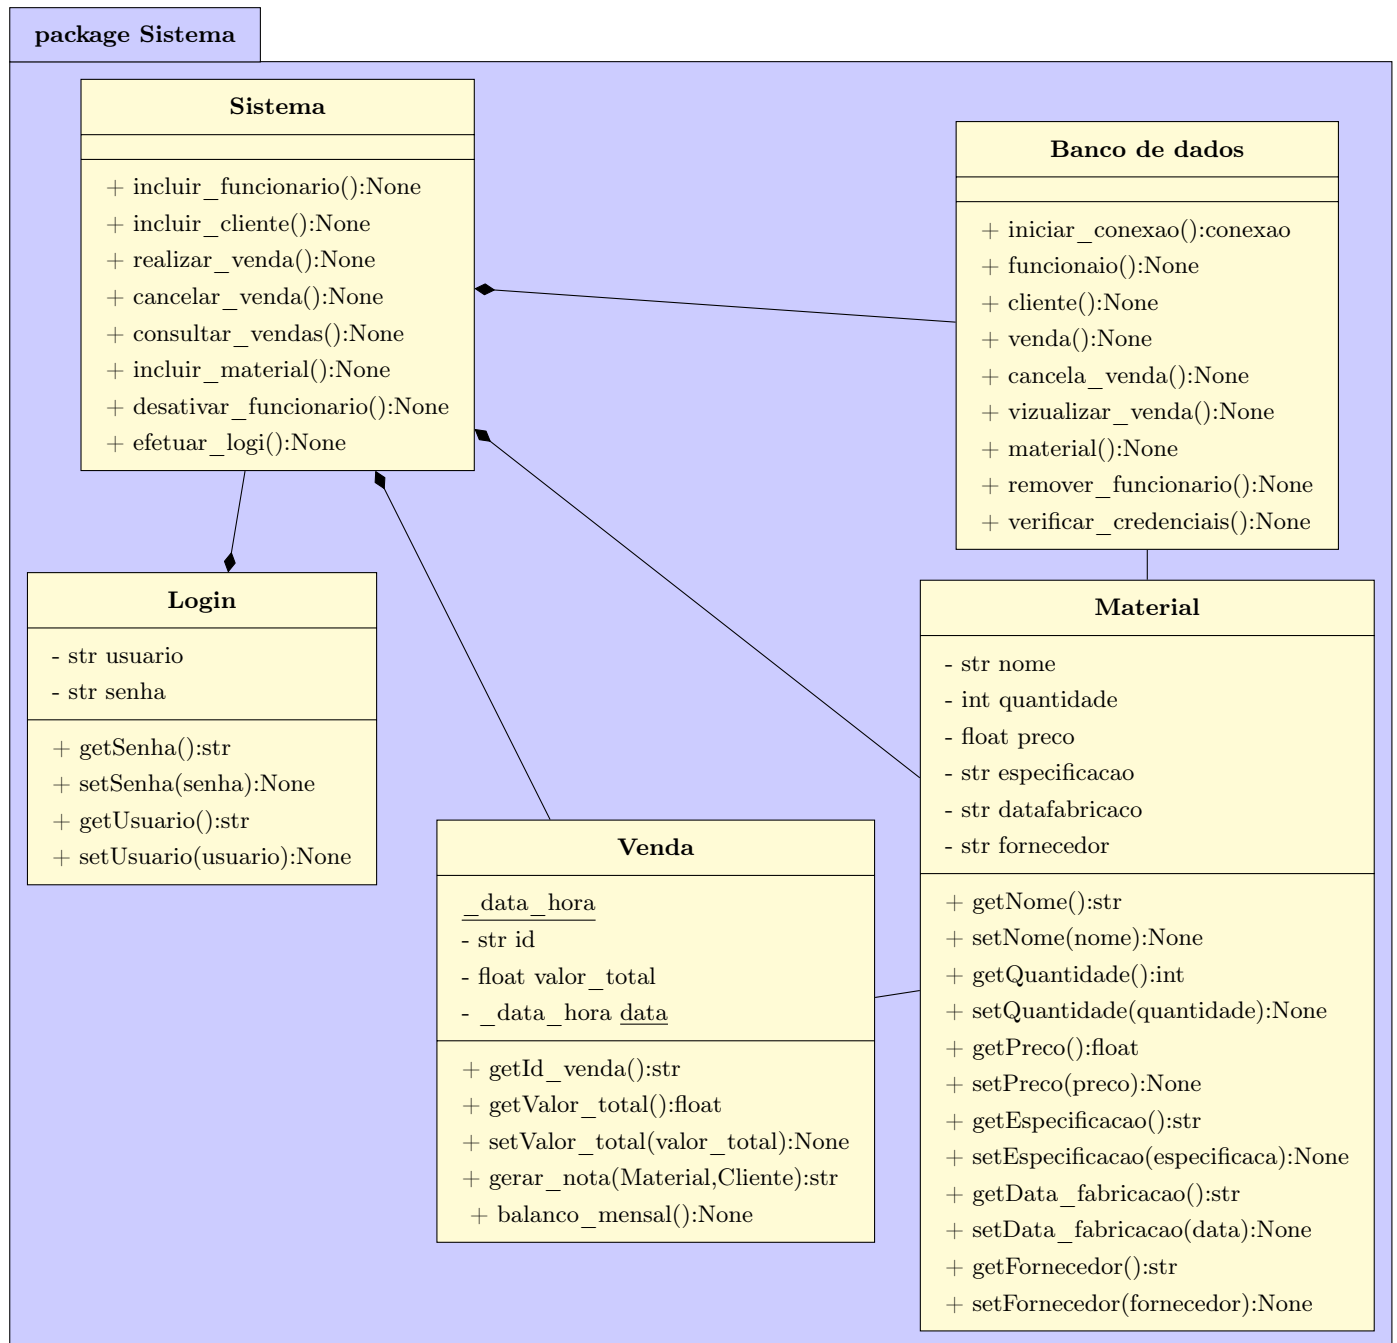 package Sistema
Sistema
+ incluir_funcionario():None
+ incluir_cliente():None
+ realizar_venda():None
+ cancelar_venda():None
+ consultar_vendas():None
+ incluir_material():None
+ desativar_funcionario():None
+ efetuar_logi():None
Banco de dados
+ iniciar_conexao():conexao
+ funcionaio():None
+ cliente():None
+ venda():None
+ cancela_venda():None
+ vizualizar_venda():None
+ material():None
+ remover_funcionario():None
+ verificar_credenciais():None
Login
- str usuario
- str senha
+ getSenha():str
+ setSenha(senha):None
+ getUsuario():str
+ setUsuario(usuario):None
Venda
_data_hora
- str id
- float valor_total
- _data_hora data
+ getId_venda():str
+ getValor_total():float
+ setValor_total(valor_total):None
+ gerar_nota(Material,Cliente):str
+ balanco_mensal():None
Material
- str nome
- int quantidade
- float preco
- str especificacao
- str datafabricaco
- str fornecedor
+ getNome():str
+ setNome(nome):None
+ getQuantidade():int
+ setQuantidade(quantidade):None
+ getPreco():float
+ setPreco(preco):None
+ getEspecificacao():str
+ setEspecificacao(especificaca):None
+ getData_fabricacao():str
+ setData_fabricacao(data):None
+ getFornecedor():str
+ setFornecedor(fornecedor):None